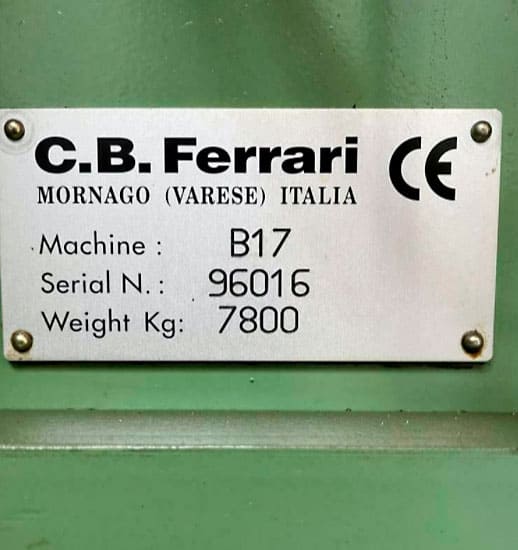 C.B. Ferrari CE
MORNAGO (VARESE) ITALIA
Machine : B17
Serial N. : 96016
Weight Kg: 7800